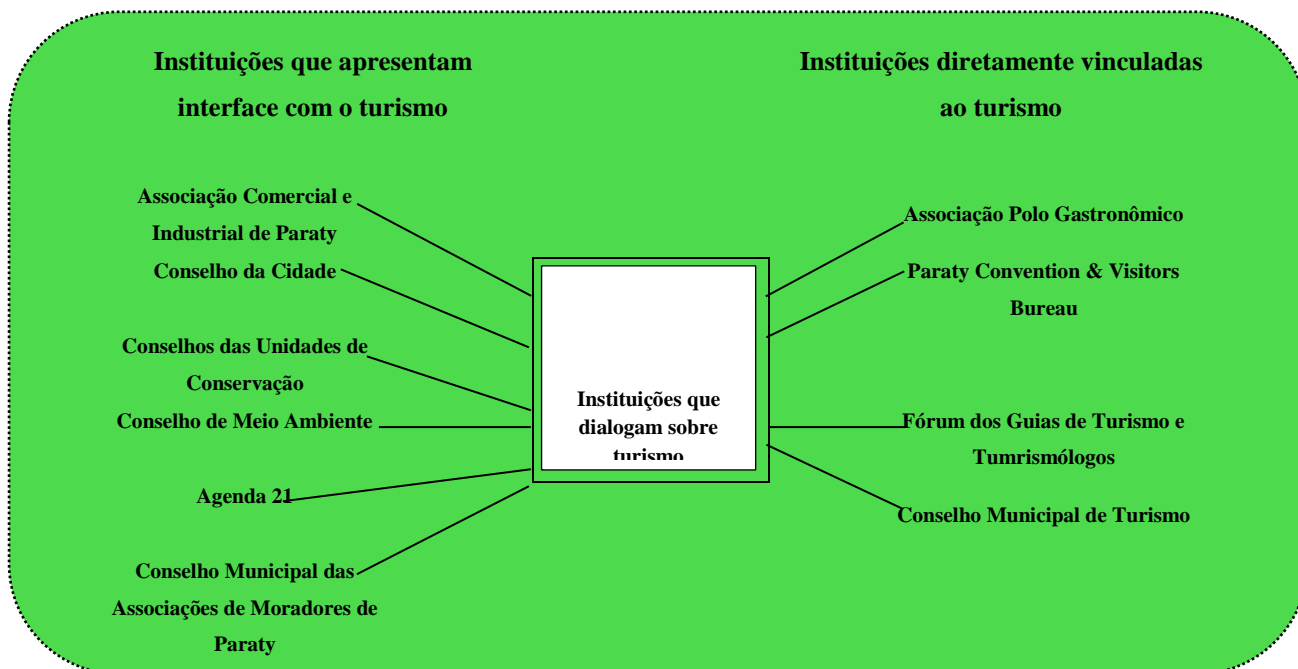 Instituições que apresentam
interface com o turismo
Associação Comercial e
Industrial de Paraty
Conselho da Cidade
Conselhos das Unidades de
Conservação
Conselho de Meio Ambiente
Agenda 21
Conselho Municipal das
Associações de Moradores de
Paraty
Instituições que
dialogam sobre
turismo
Instituições diretamente vinculadas
ao turismo
Associação Polo Gastronômico
Paraty Convention & Visitors
Bureau
Fórum dos Guias de Turismo e
Tumrismólogos
Conselho Municipal de Turismo